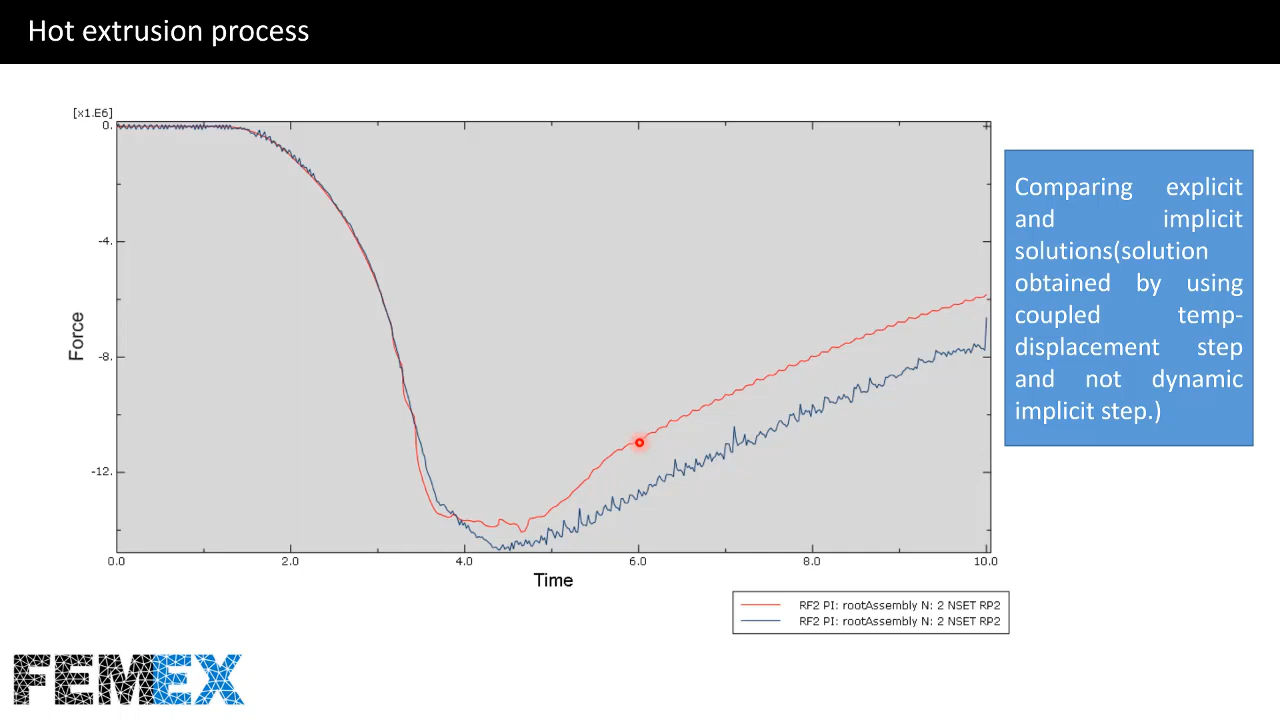 Hot extrusion process
[x1.E6]
0.
-4.
-8.
-12.
Force
0.0 2.0 4.0 6.0 8.0 10.0
Time
RF2 PI: rootAssembly N: 2 NSET RP2
RF2 PI: rootAssembly N: 2 NSET RP2
Comparing explicit
and implicit
solutions(solution
obtained by using
coupled temp-
displacement step
and not dynamic
implicit step.)
FEMEX